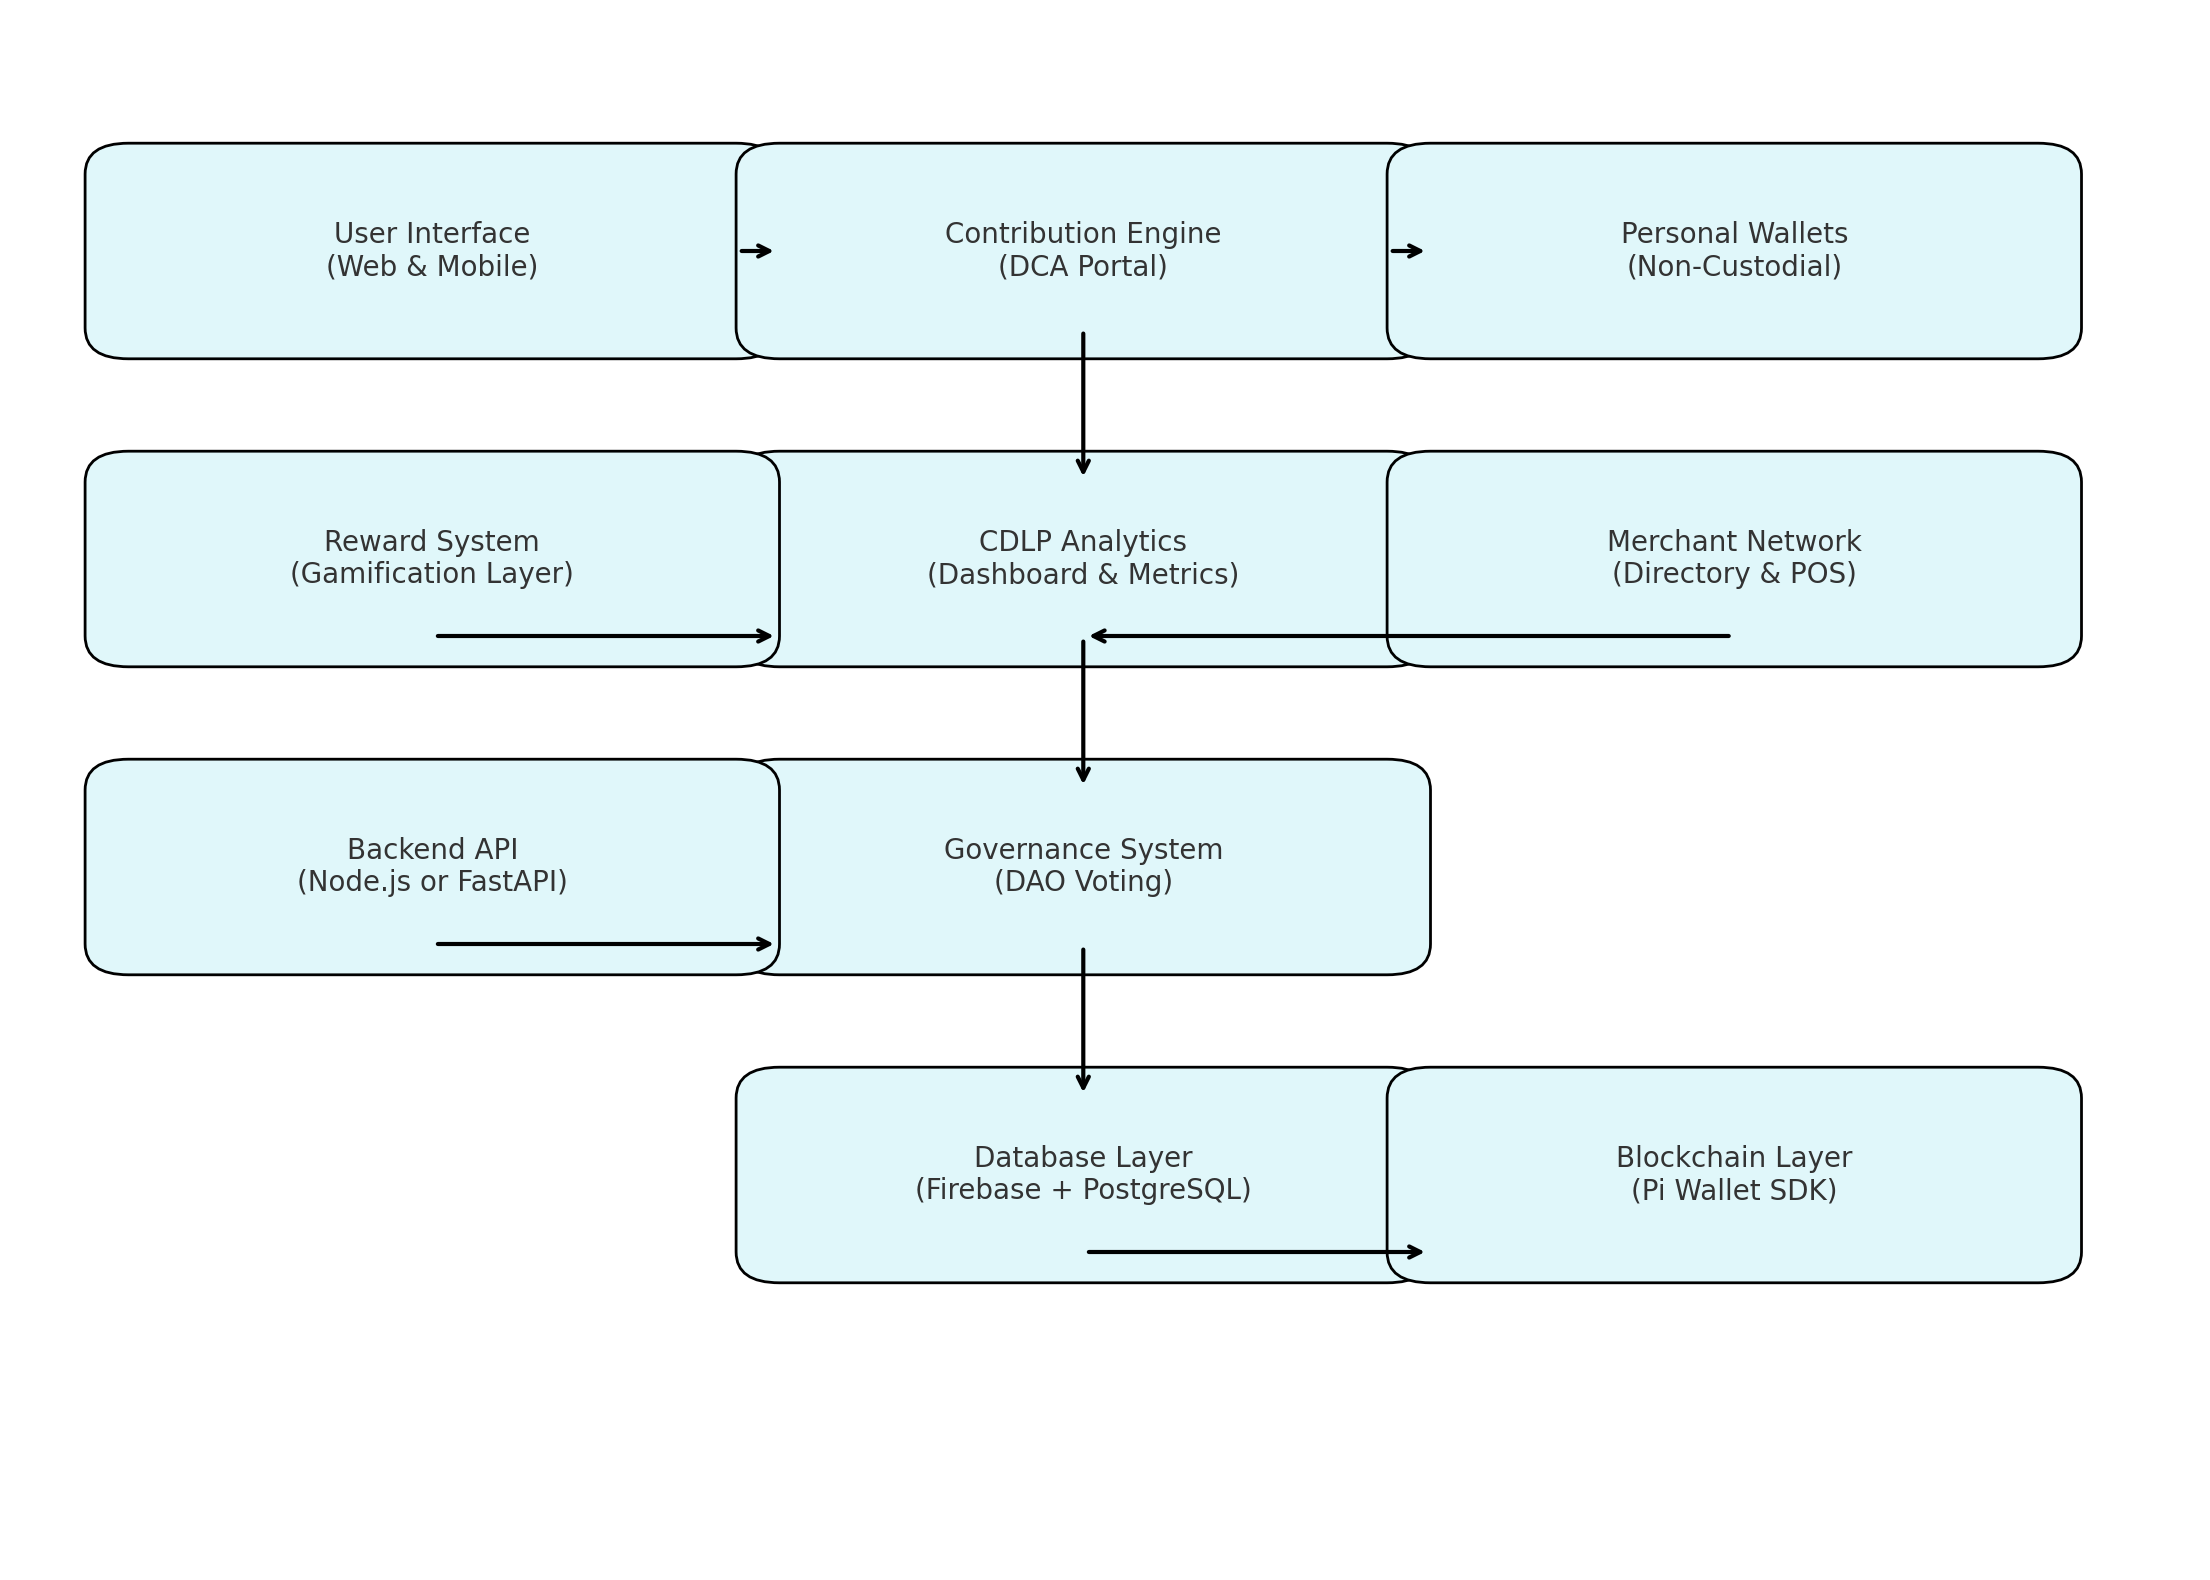 User Interface
(Web & Mobile)
Contribution Engine
(DCA Portal)
Personal Wallets
(Non-Custodial)
Reward System
(Gamification Layer)
CDLP Analytics
(Dashboard & Metrics)
Merchant Network
(Directory & POS)
Backend API
(Node.js or FastAPI)
Governance System
(DAO Voting)
Database Layer
(Firebase + PostgreSQL)
Blockchain Layer
(Pi Wallet SDK)